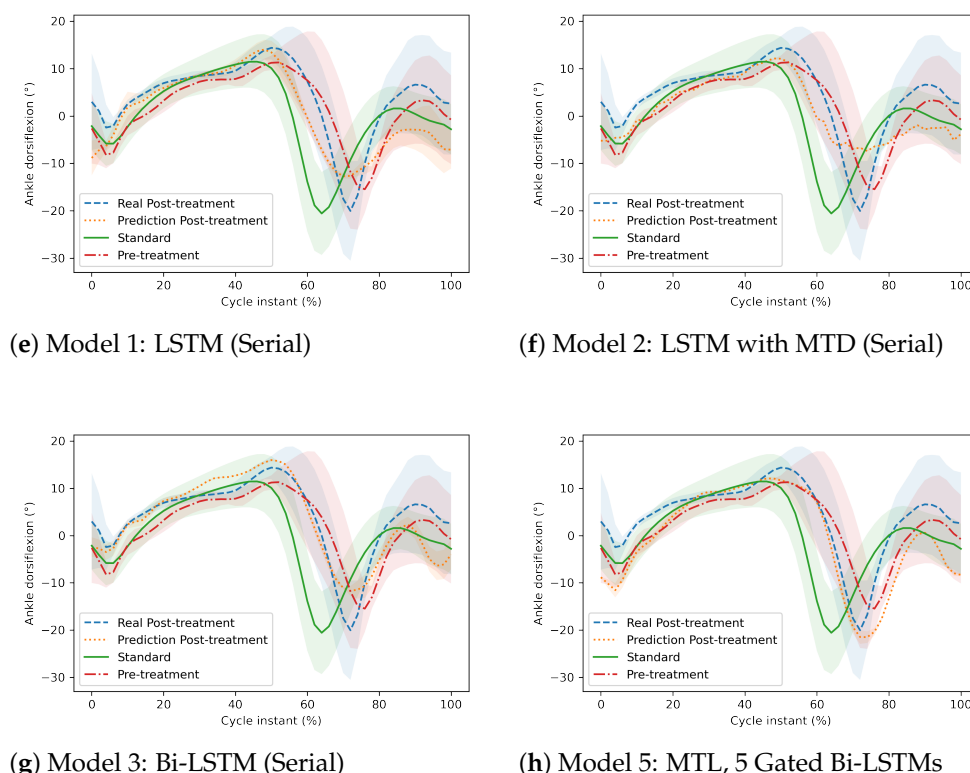 20
10
0
−10
−20
−30
Ankle dorsiflexion (°)
Real Post-treatment
Prediction Post-treatment
Standard
Pre-treatment
0 20 40 60 80 100
Cycle instant (%)
(e) Model 1: LSTM (Serial)
20
10
0
−10
−20
−30
Ankle dorsiflexion (°)
Real Post-treatment
Prediction Post-treatment
Standard
Pre-treatment
0 20 40 60 80 100
Cycle instant (%)
(f) Model 2: LSTM with MTD (Serial)
20
10
0
−10
−20
−30
Ankle dorsiflexion (°)
Real Post-treatment
Prediction Post-treatment
Standard
Pre-treatment
0 20 40 60 80 100
Cycle instant (%)
(g) Model 3: Bi-LSTM (Serial)
20
10
0
−10
−20
−30
Ankle dorsiflexion (°)
Real Post-treatment
Prediction Post-treatment
Standard
Pre-treatment
0 20 40 60 80 100
Cycle instant (%)
(h) Model 5: MTL, 5 Gated Bi-LSTMs